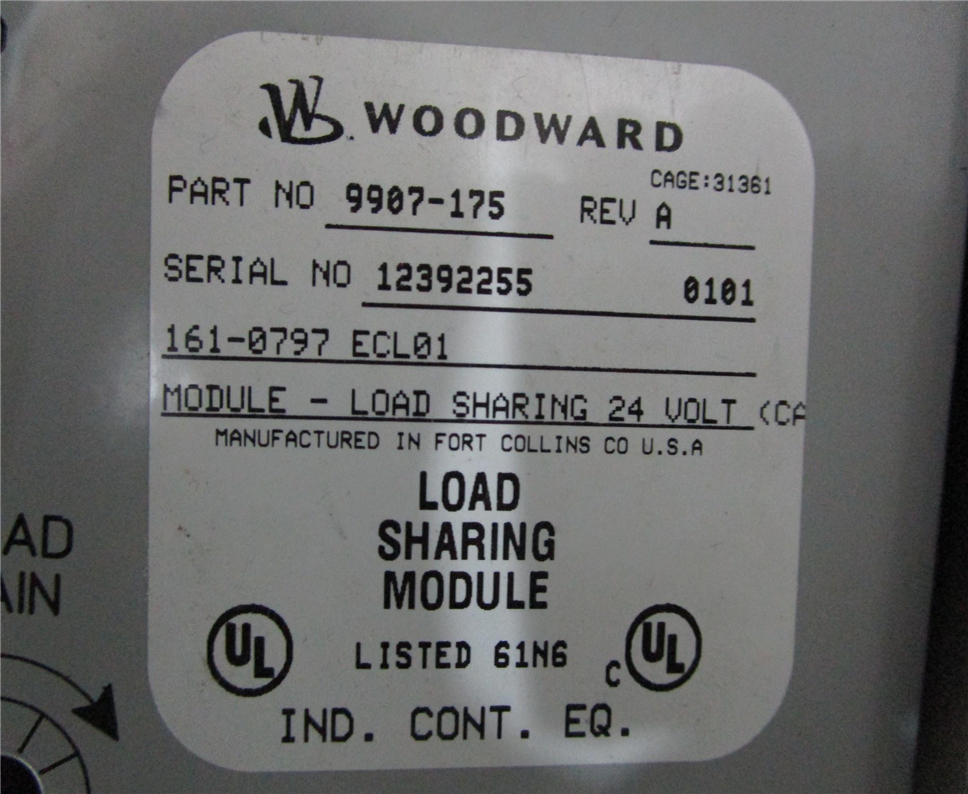 WOODWARD
CAGE:31361
PART NO 9907-175 REV A
SERIAL NO 12392255 0101
161-0797 ECL01
MODULE - LOAD SHARING 24 VOLT (CA
MANUFACTURED IN FORT COLLINS CO U.S.A
LOAD
SHARING
MODULE
UL LISTED 61N6 C UL
IND. CONT. EQ.
AD
AIN